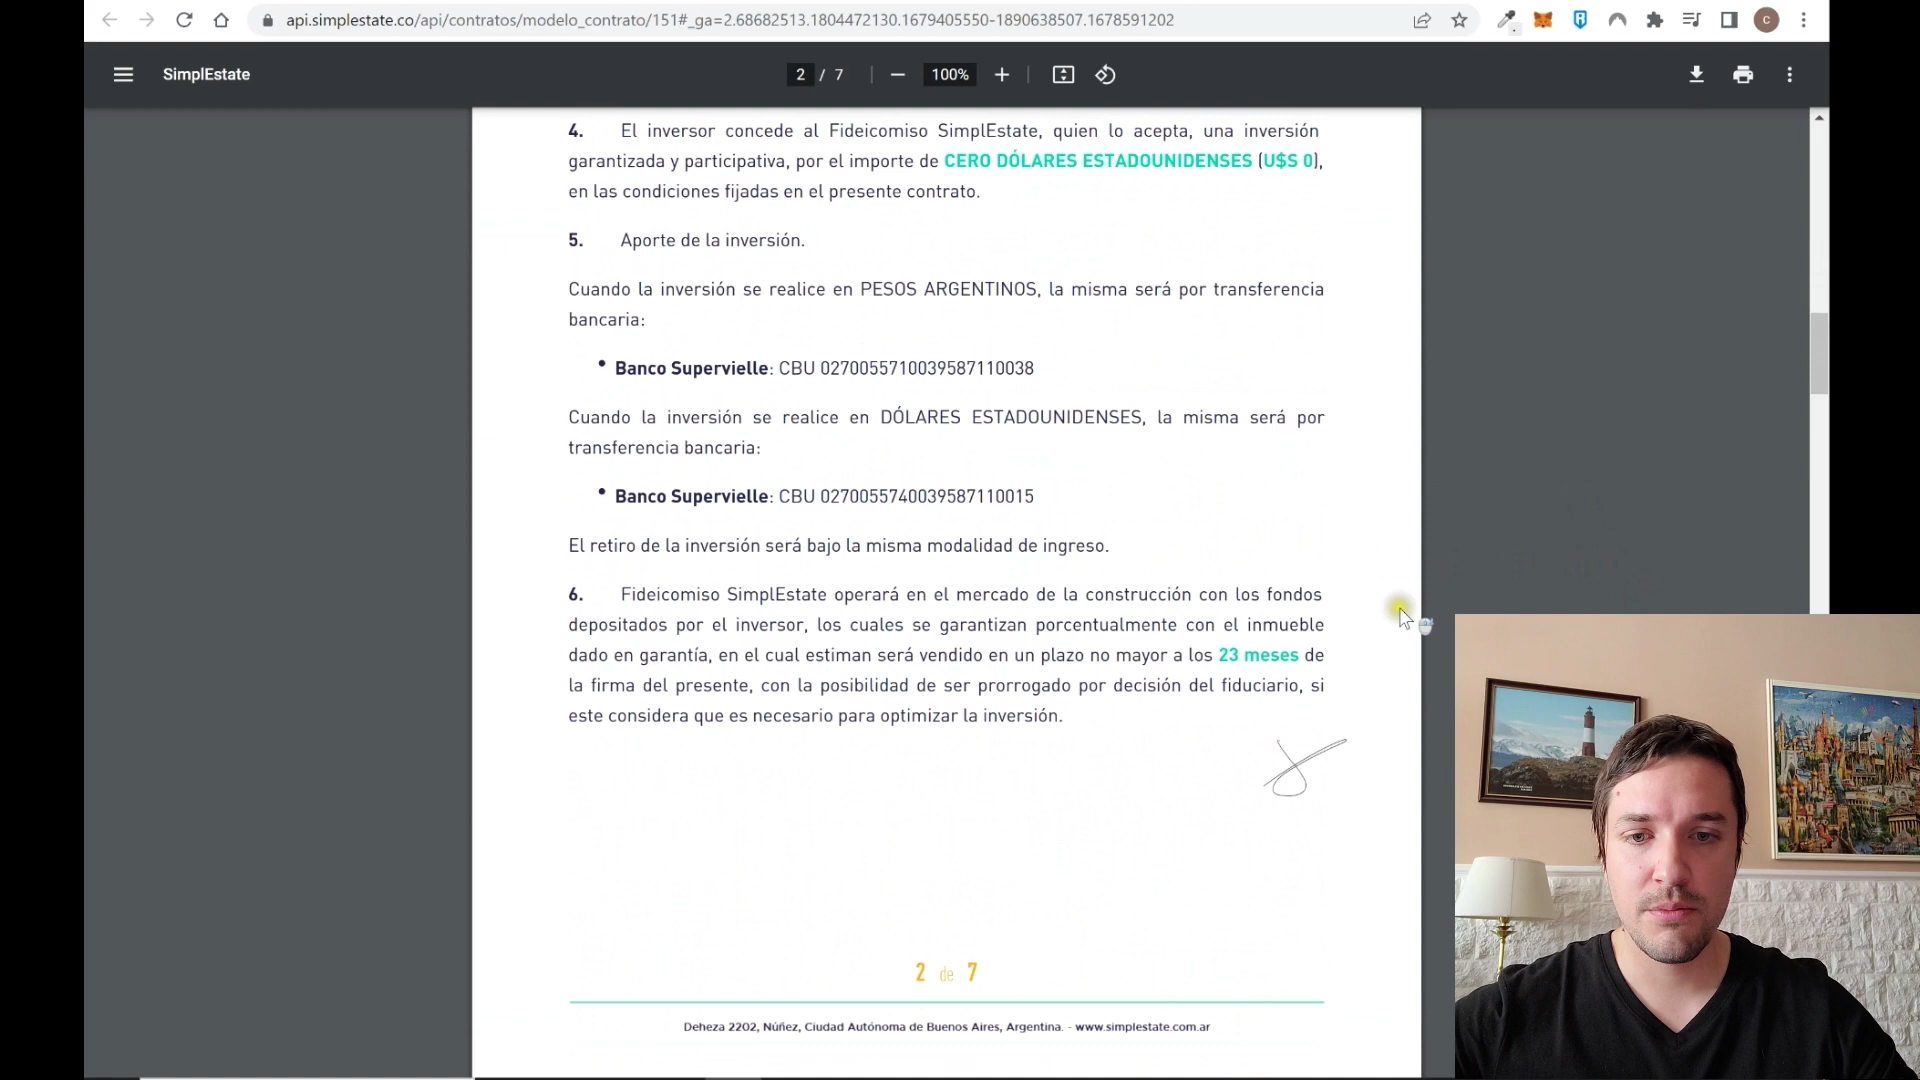 api.simplestate.co/api/contratos/modelo_contrato/151#_ga=2.68682513.1804472130.1679405550-1890638507.1678591202
C
SimplEstate
2 / 7
100%
4. El inversor concede al Fideicomiso SimplEstate, quien lo acepta, una inversión
garantizada y participativa, por el importe de CERO DÓLARES ESTADOUNIDENSES (U$S 0),
en las condiciones fijadas en el presente contrato.
5. Aporte de la inversión.
Cuando la inversión se realice en PESOS ARGENTINOS, la misma será por transferencia
bancaria:
• Banco Supervielle: CBU 0270055710039587110038
Cuando la inversión se realice en DÓLARES ESTADOUNIDENSES, la misma será por
transferencia bancaria:
• Banco Supervielle: CBU 0270055740039587110015
El retiro de la inversión será bajo la misma modalidad de ingreso.
6. Fideicomiso SimplEstate operará en el mercado de la construcción con los fondos
depositados por el inversor, los cuales se garantizan porcentualmente con el inmueble
dado en garantía, en el cual estiman será vendido en un plazo no mayor a los 23 meses de
la firma del presente, con la posibilidad de ser prorrogado por decisión del fiduciario, si
este considera que es necesario para optimizar la inversión.
2 de 7
Deheza 2202, Núñez, Ciudad Autónoma de Buenos Aires, Argentina. - www.simplestate.com.ar